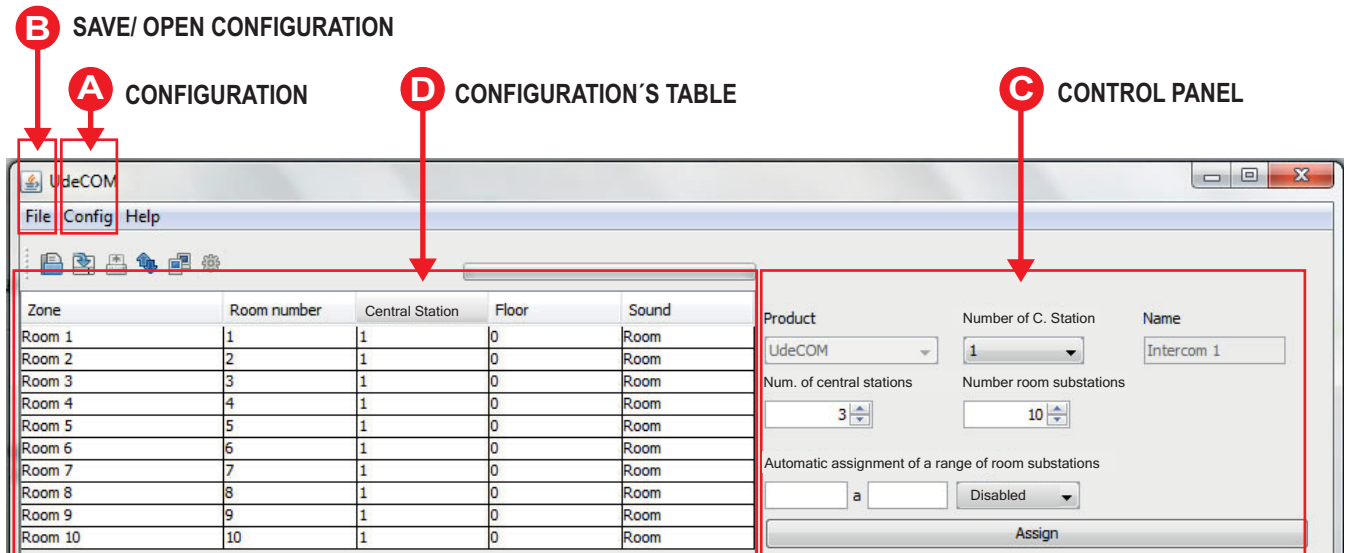 B SAVE/ OPEN CONFIGURATION
A CONFIGURATION
D CONFIGURATION´S TABLE
C CONTROL PANEL
UdeCOM
File Config Help
Zone Room number Central Station Floor Sound
Room 1 1 1 0 Room
Room 2 2 1 0 Room
Room 3 3 1 0 Room
Room 4 4 1 0 Room
Room 5 5 1 0 Room
Room 6 6 1 0 Room
Room 7 7 1 0 Room
Room 8 8 1 0 Room
Room 9 9 1 0 Room
Room 10 10 1 0 Room
Product Number of C. Station Name
UdeCOM 1 Intercom 1
Num. of central stations Number room substations
3 10
Automatic assignment of a range of room substations
a Disabled
Assign